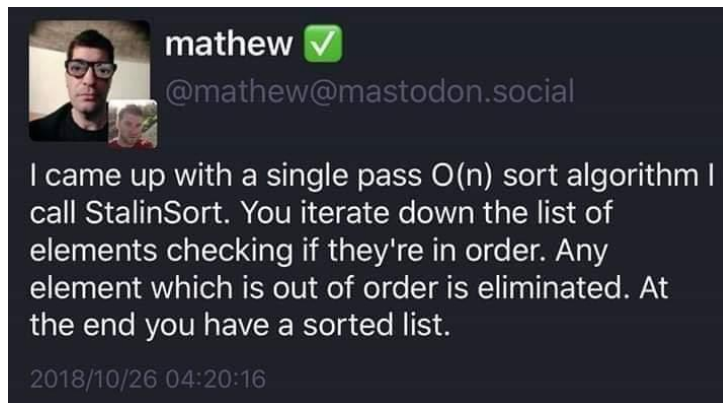 mathew ✅
@mathew@mastodon.social
I came up with a single pass O(n) sort algorithm I
call StalinSort. You iterate down the list of
elements checking if they're in order. Any
element which is out of order is eliminated. At
the end you have a sorted list.
2018/10/26 04:20:16